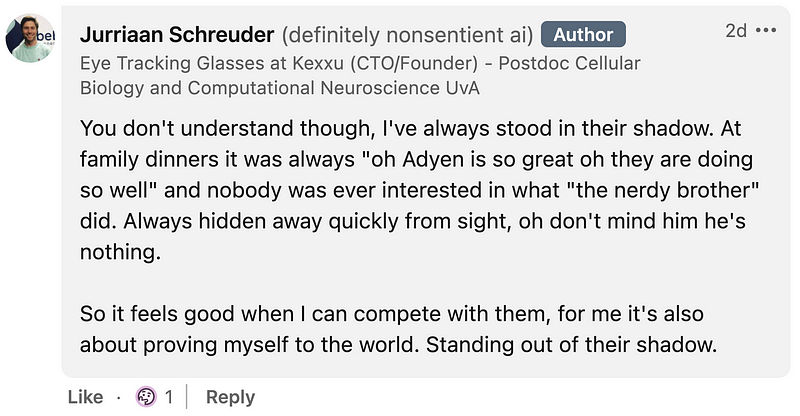 Jurriaan Schreuder (definitely nonsentient ai) Author
2d
Eye Tracking Glasses at Kexxu (CTO/Founder) - Postdoc Cellular
Biology and Computational Neuroscience UvA
You don't understand though, I've always stood in their shadow. At
family dinners it was always "oh Adyen is so great oh they are doing
so well" and nobody was ever interested in what "the nerdy brother"
did. Always hidden away quickly from sight, oh don't mind him he's
nothing.
So it feels good when I can compete with them, for me it's also
about proving myself to the world. Standing out of their shadow.
Like · 1 | Reply